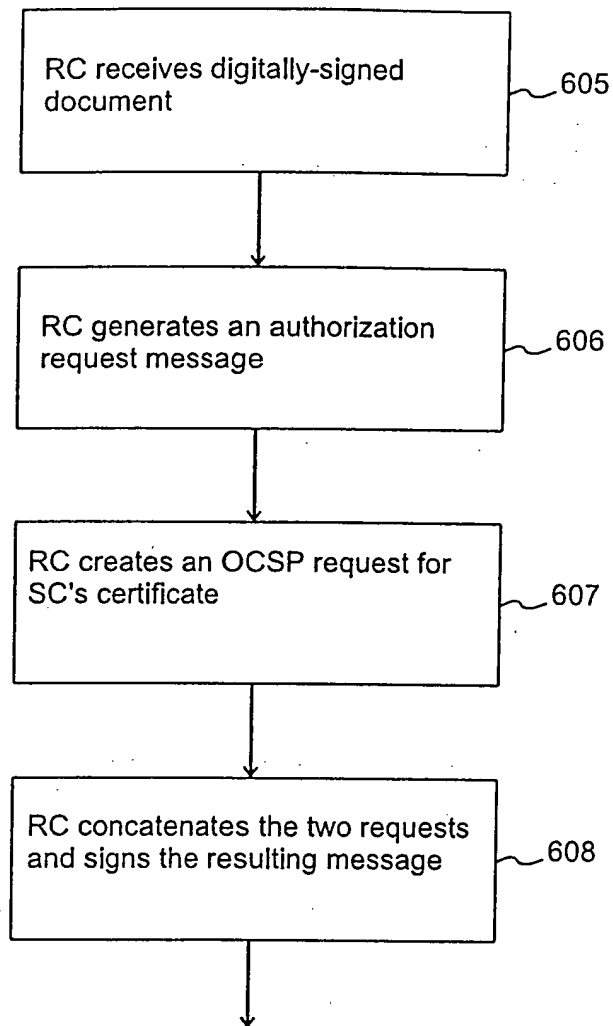 RC receives digitally-signed
document
605
RC generates an authorization
request message
606
RC creates an OCSP request for
SC's certificate
607
RC concatenates the two requests
and signs the resulting message
608